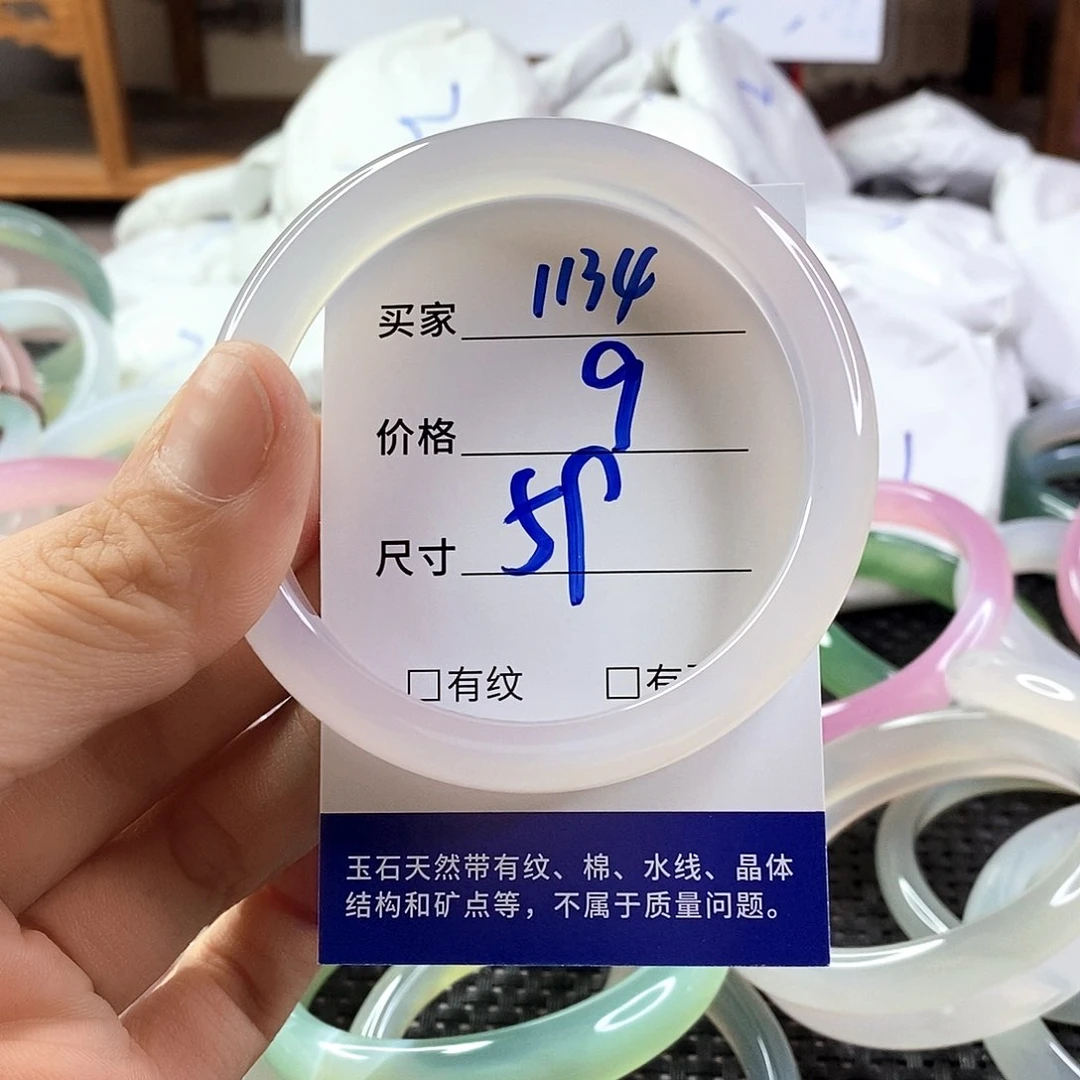 买家 1134
价格 9
尺寸 59
□有纹 □有
玉石天然带有纹、棉、水线、晶体
结构和矿点等，不属于质量问题。